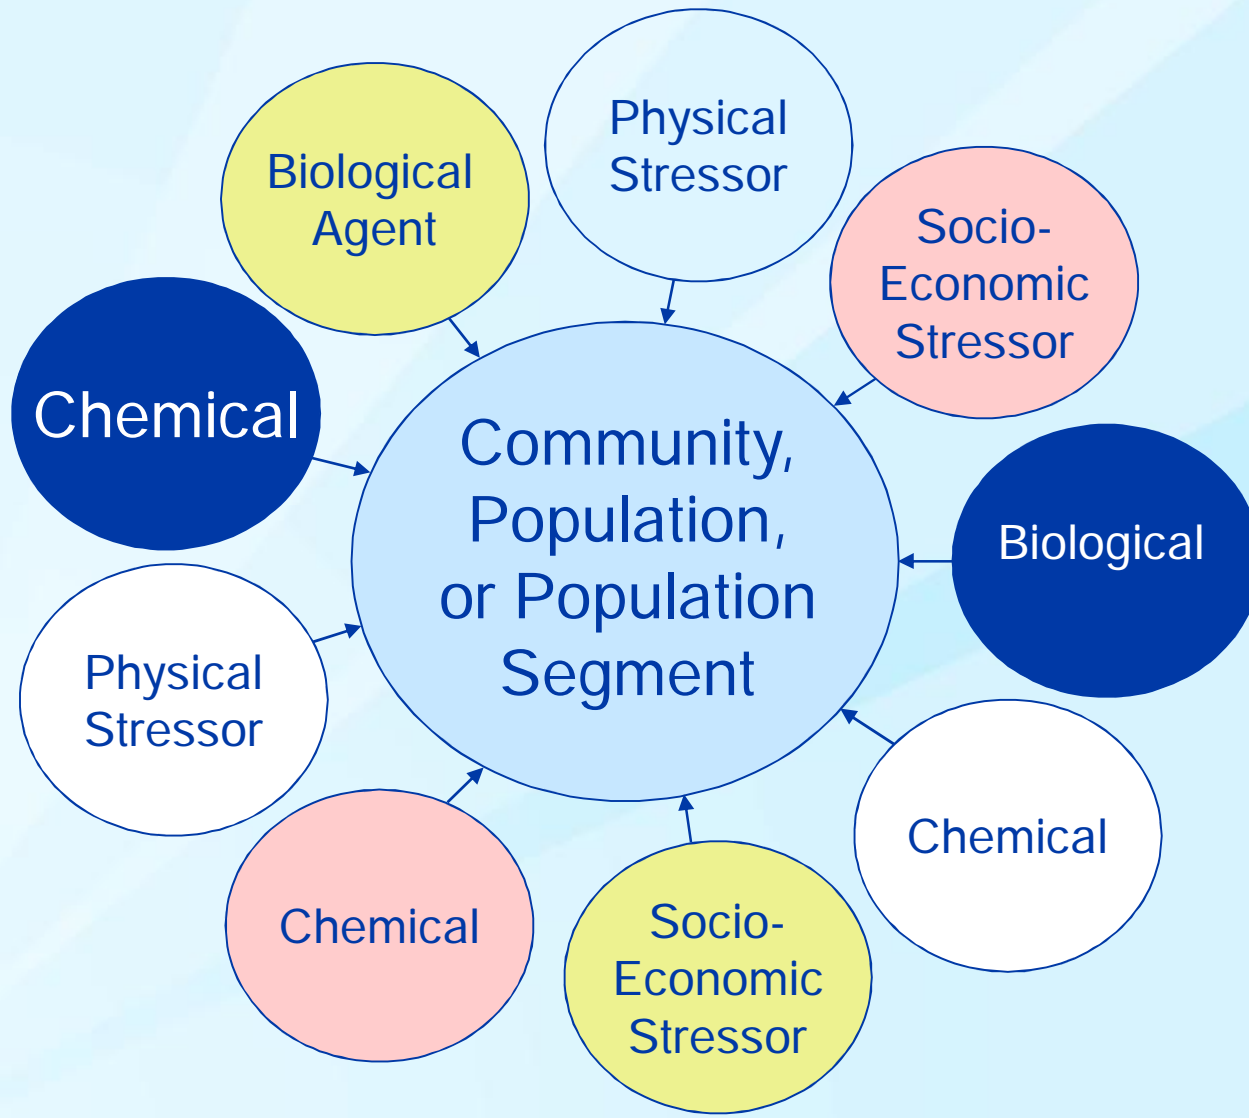 Physical
Stressor
Biological
Agent
Socio-
Economic
Stressor
Chemical
Community,
Population,
or Population
Segment
Biological
Physical
Stressor
Chemical
Chemical
Socio-
Economic
Stressor